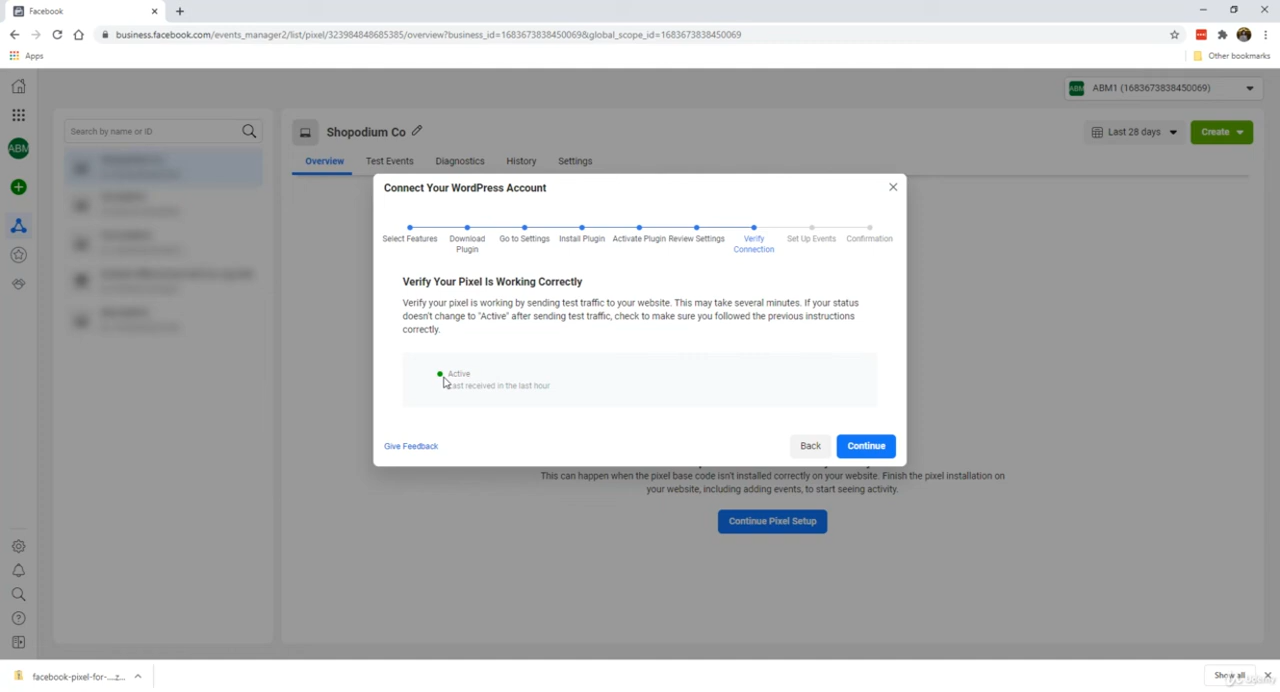 Facebook
business.facebook.com/events_manager2/list/pixel/323984848685385/overview?business_id=1683673838450069&global_scope_id=1683673838450069
Apps
Other bookmarks
ABM
ABM1 (1683673838450069)
Search by name or ID
Shopodium Co
Last 28 days
Create
ABM
Overview Test Events Diagnostics History Settings
Connect Your WordPress Account
Select Features Download Plugin Go to Settings Install Plugin Activate Plugin Review Settings Verify Connection Set Up Events Confirmation
Verify Your Pixel Is Working Correctly
Verify your pixel is working by sending test traffic to your website. This may take several minutes. If your status
doesn't change to "Active" after sending test traffic, check to make sure you followed the previous instructions
correctly.
Active
Last received in the last hour
Give Feedback
Back
Continue
This can happen when the pixel base code isn't installed correctly on your website. Finish the pixel installation on
your website, including adding events, to start seeing activity.
Continue Pixel Setup
facebook-pixel-for-....z...
Show all
Udemy